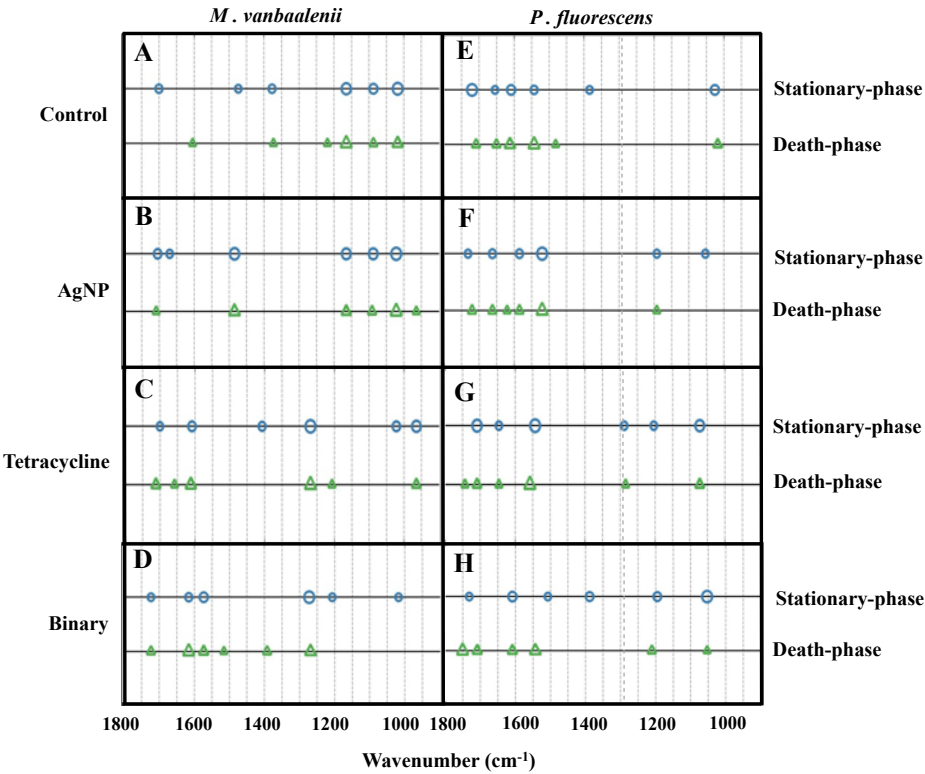 M. vanbaalenii P. fluorescens
A E Stationary-phase
Control
Death-phase
B F
Stationary-phase
AgNP
Death-phase
C G
Stationary-phase
Tetracycline
Death-phase
D H
Stationary-phase
Binary
Death-phase
1800 1600 1400 1200 1000 1800 1600 1400 1200 1000
Wavenumber (cm-1)